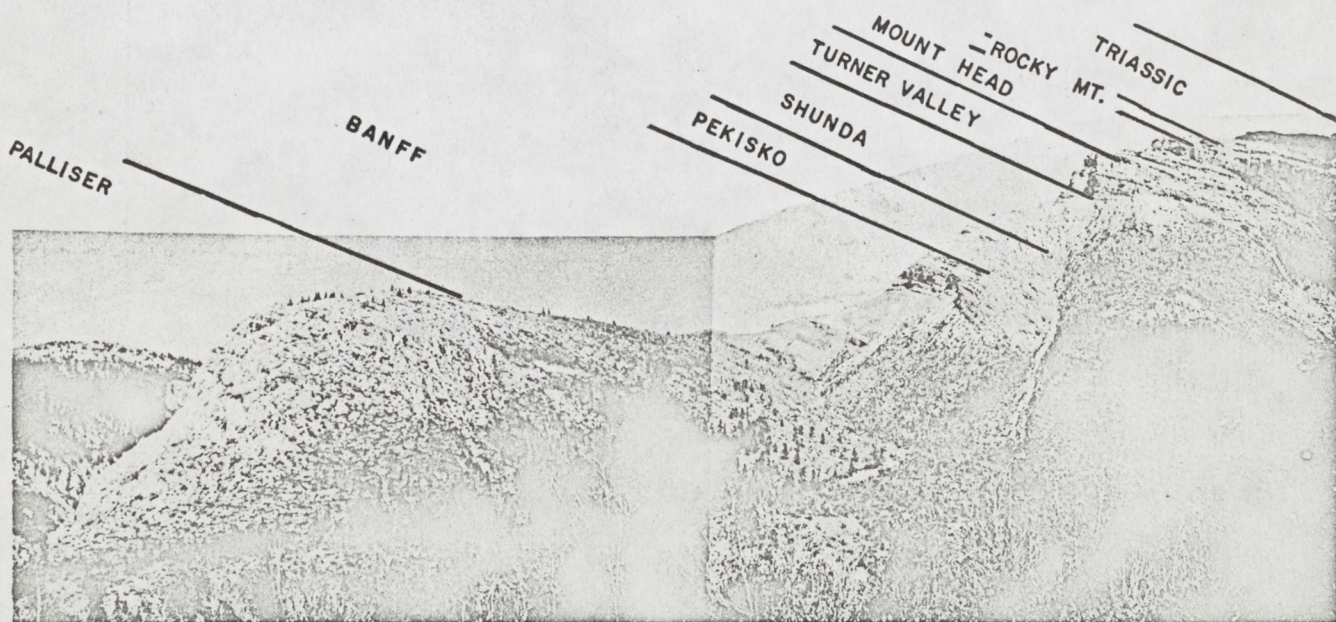 PALLISER
BANFF
PEKISKO
SHUNDA
TURNER VALLEY
MOUNT HEAD
ROCKY MT.
TRIASSIC